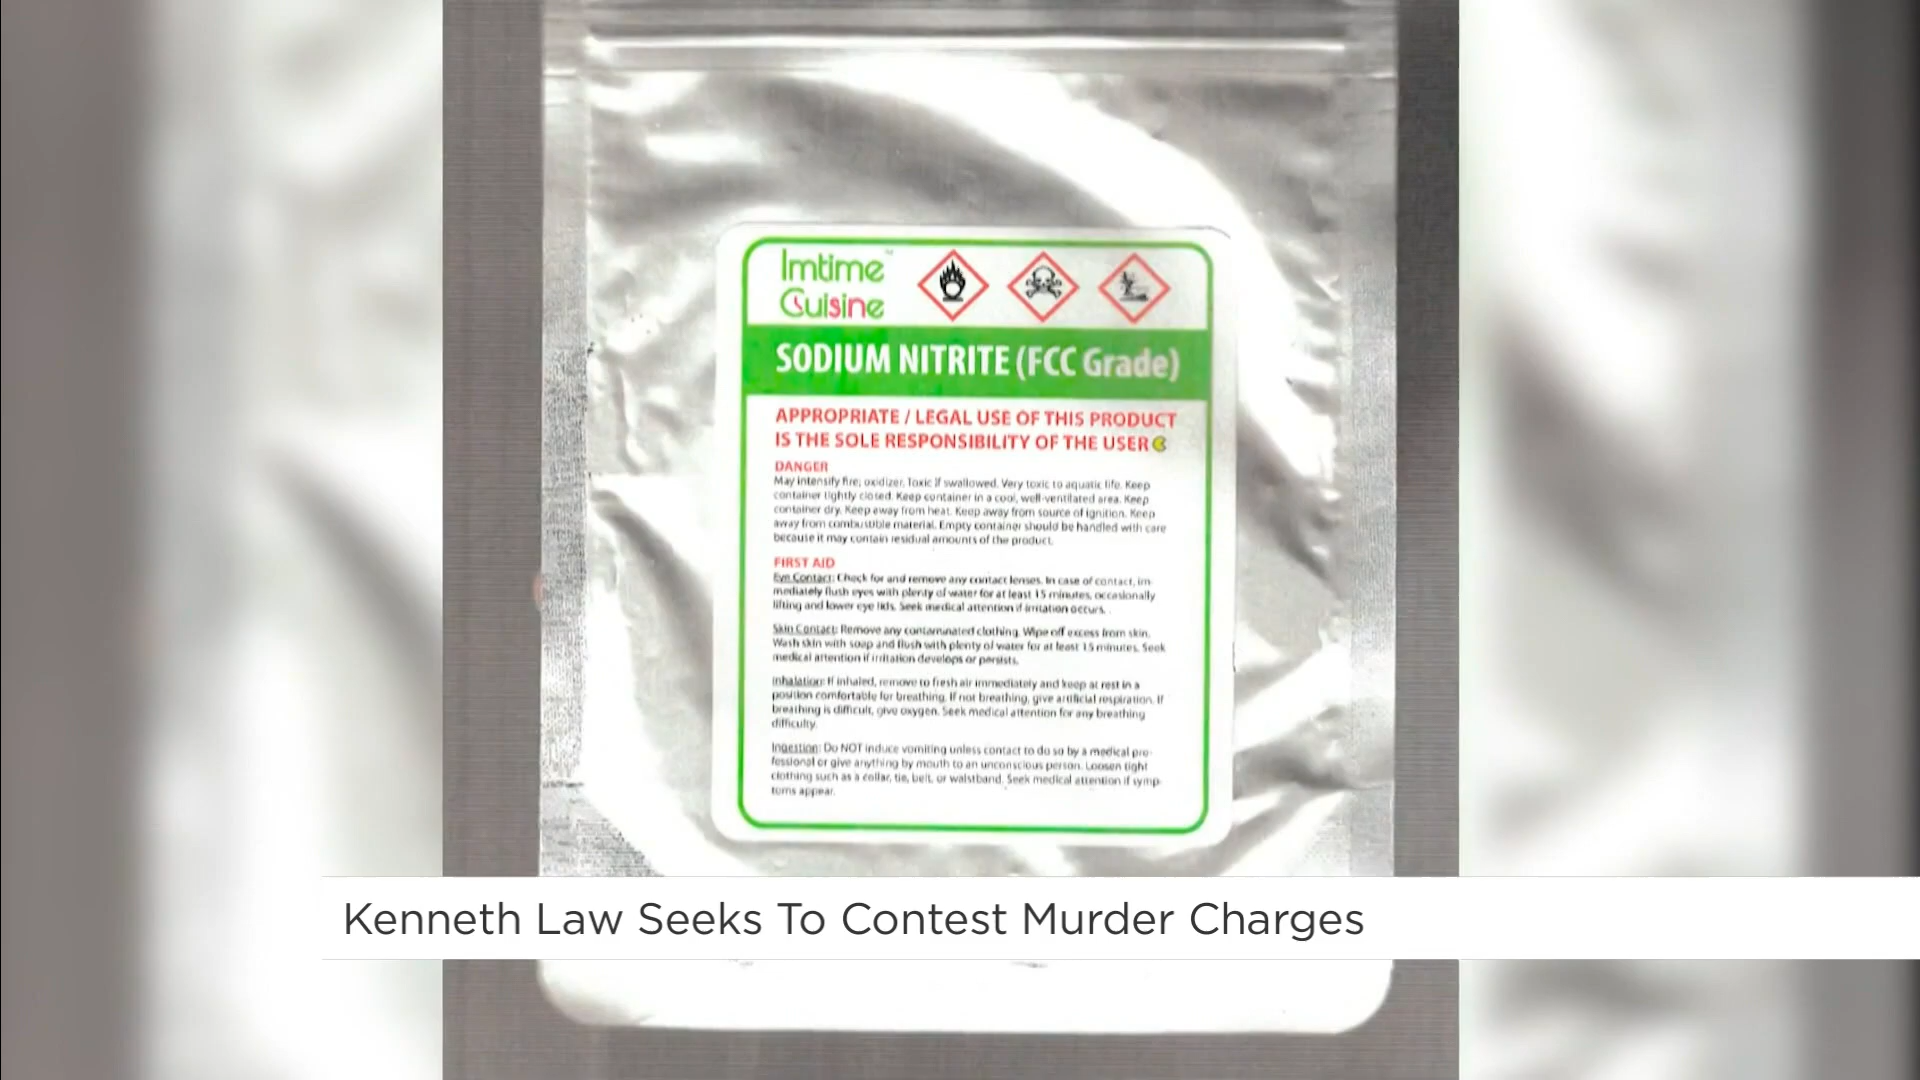 Imtime™
Cuisine
SODIUM NITRITE (FCC Grade)
APPROPRIATE / LEGAL USE OF THIS PRODUCT
IS THE SOLE RESPONSIBILITY OF THE USER
DANGER
May intensify fire; oxidizer. Toxic if swallowed. Very toxic to aquatic life. Keep
container tightly closed. Keep container in a cool, well-ventilated area. Keep
container dry. Keep away from heat. Keep away from source of ignition. Keep
away from combustible material. Empty container should be handled with care
because it may contain residual amounts of the product.
FIRST AID
Eye Contact: Check for and remove any contact lenses. In case of contact, im-
mediately flush eyes with plenty of water for at least 15 minutes, occasionally
lifting and lower eye lids. Seek medical attention if irritation occurs.
Skin Contact: Remove any contaminated clothing. Wipe off excess from skin.
Wash skin with soap and flush with plenty of water for at least 15 minutes. Seek
medical attention if irritation develops or persists.
Inhalation: If inhaled, remove to fresh air immediately and keep at rest in a
position comfortable for breathing. If not breathing, give artificial respiration. If
breathing is difficult, give oxygen. Seek medical attention for any breathing
difficulty.
Ingestion: Do NOT induce vomiting unless contact to do so by a medical pro-
fessional or give anything by mouth to an unconscious person. Loosen tight
clothing such as a collar, tie, belt, or waistband. Seek medical attention if symp-
toms appear.
Kenneth Law Seeks To Contest Murder Charges